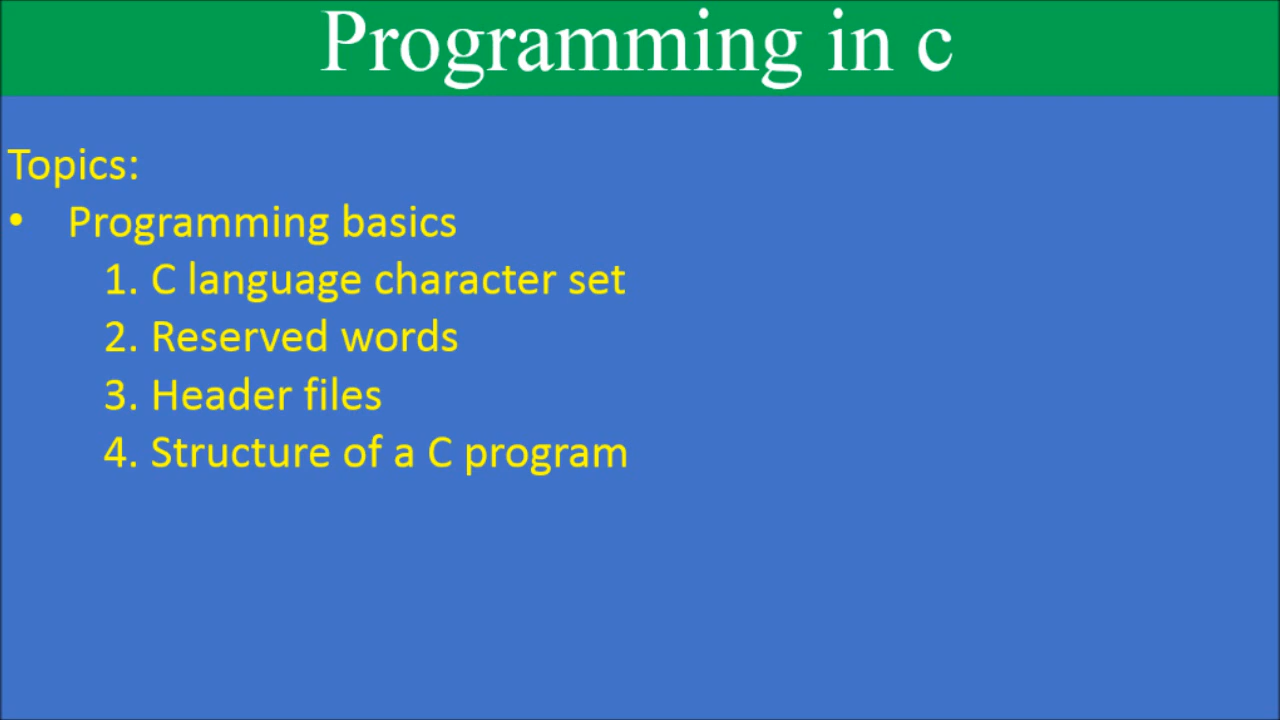 Programming in c
Topics:
• Programming basics
1. C language character set
2. Reserved words
3. Header files
4. Structure of a C program